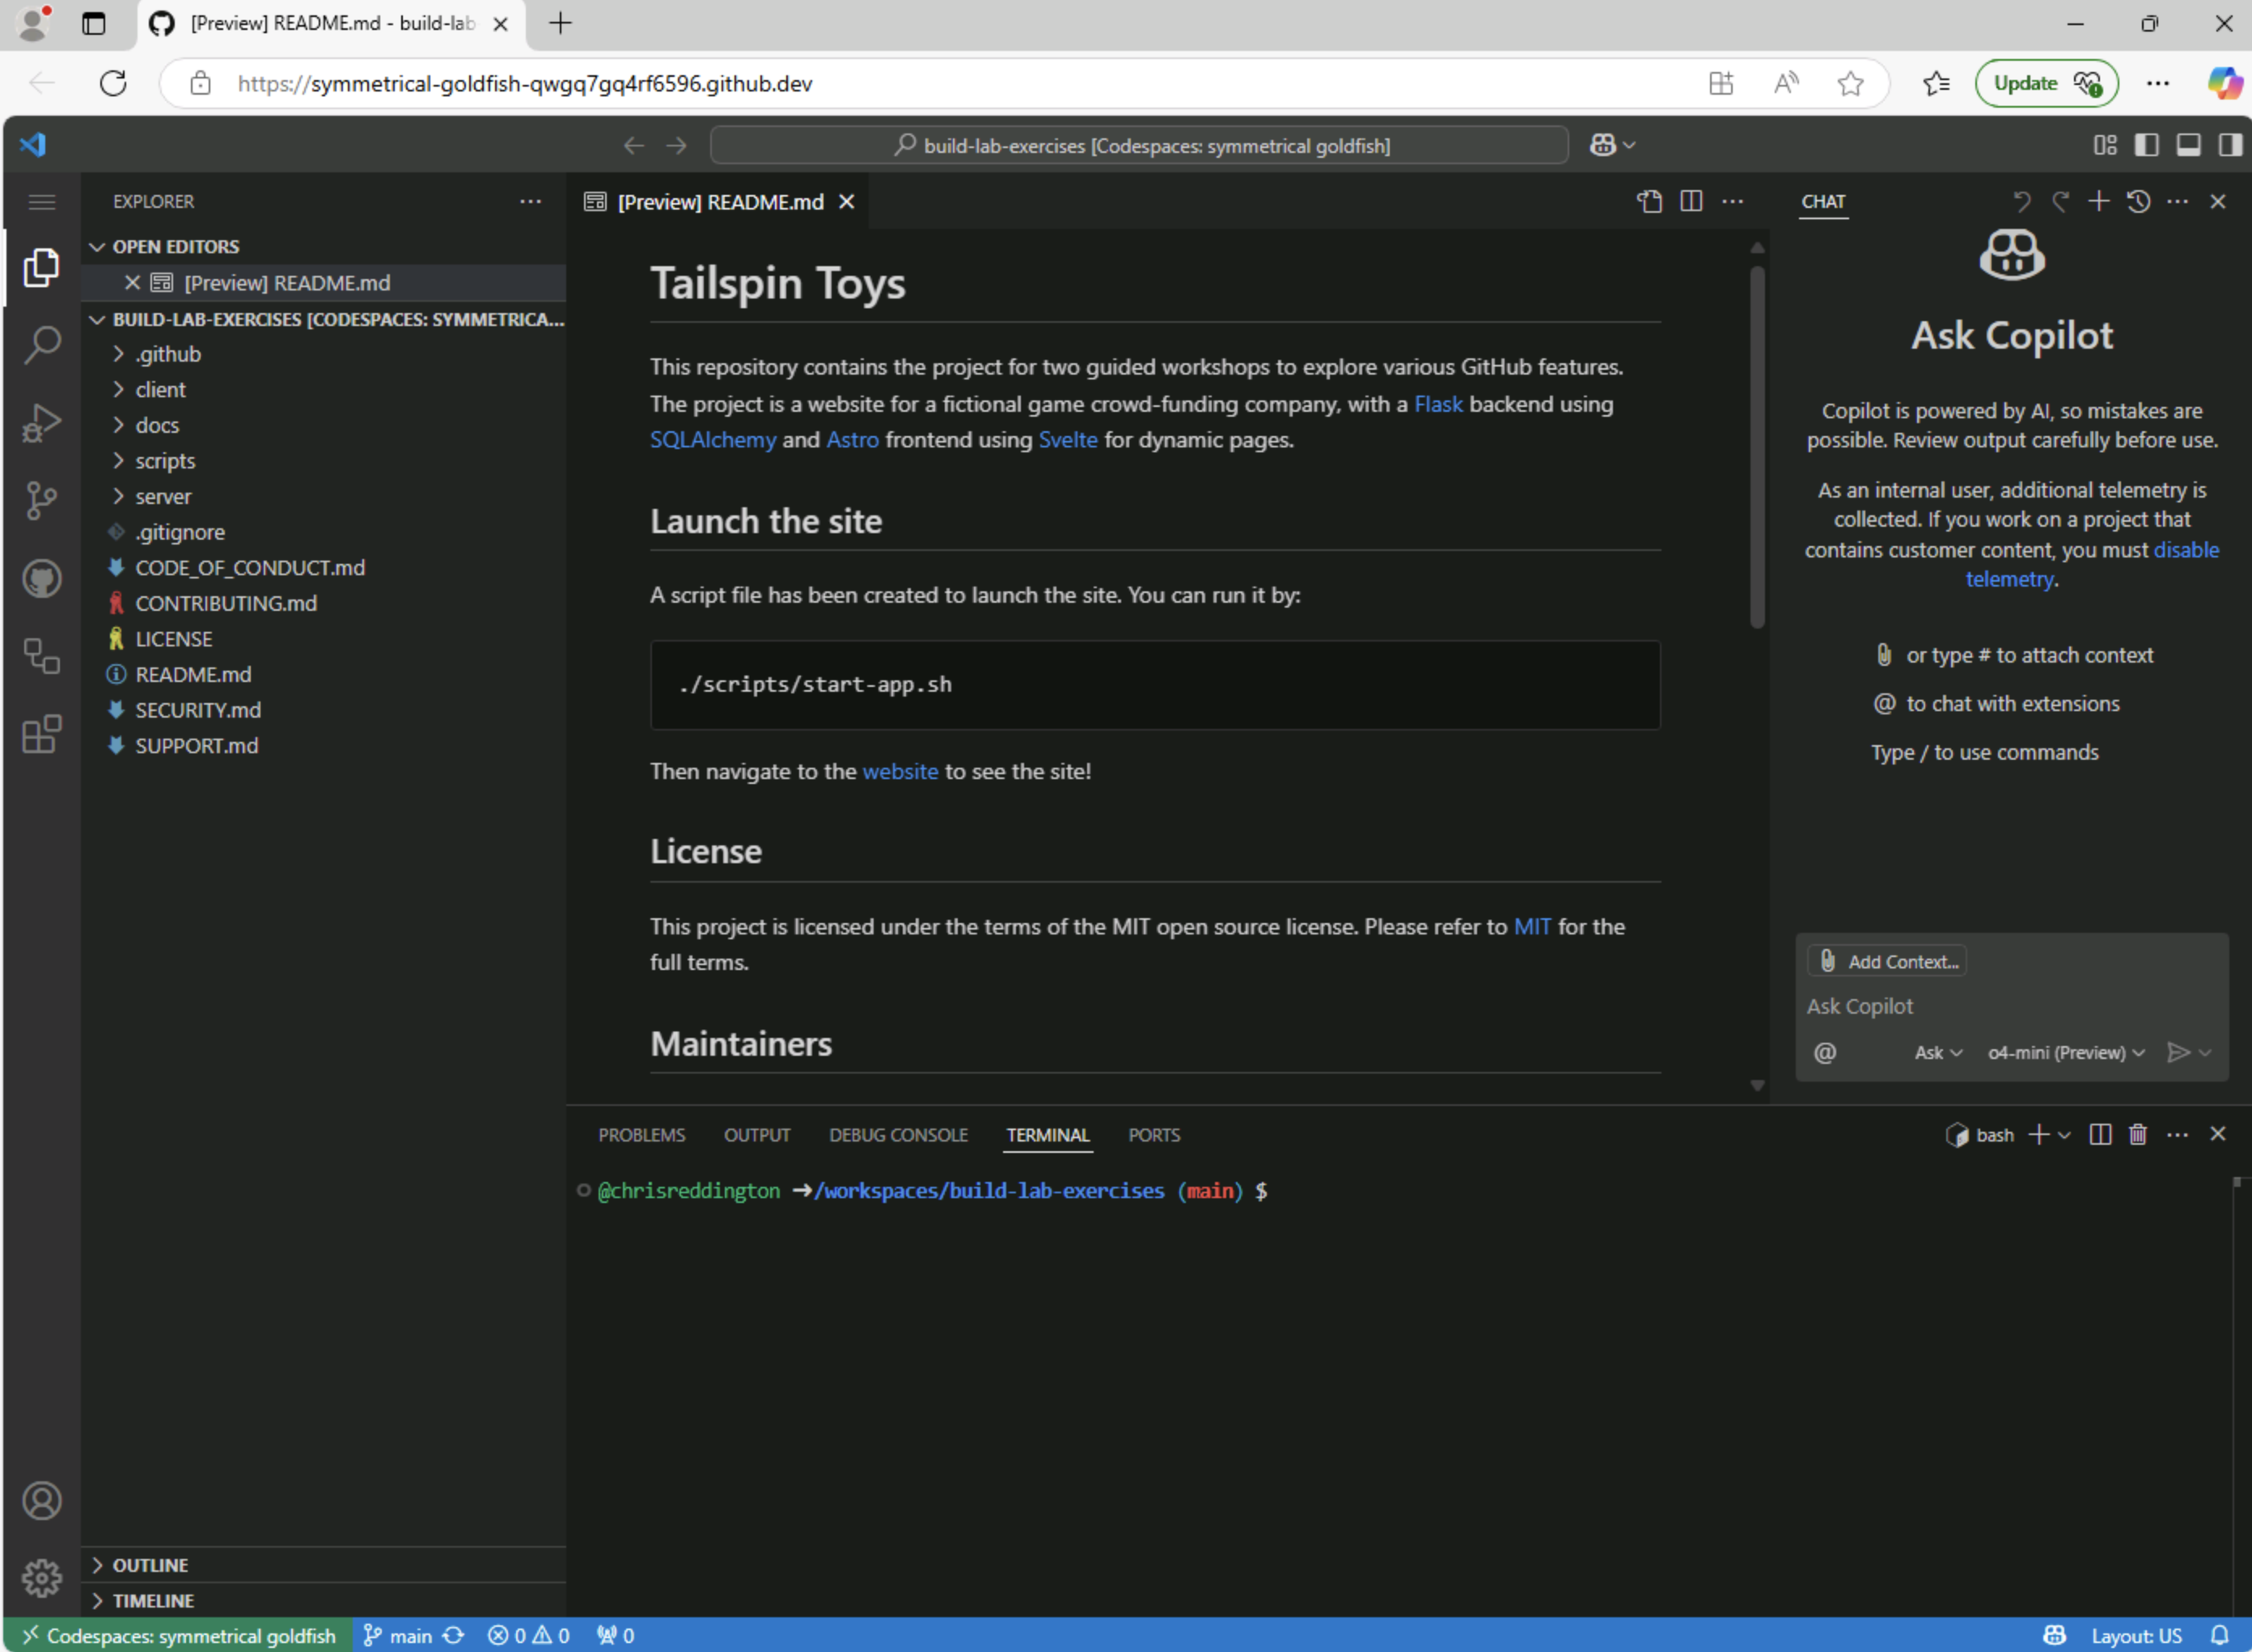 [Preview] README.md - build-lab-
https://symmetrical-goldfish-qwgq7gq4rf6596.github.dev
Update
build-lab-exercises [Codespaces: symmetrical goldfish]
EXPLORER
OPEN EDITORS
[Preview] README.md
BUILD-LAB-EXERCISES [CODESPACES: SYMMETRICA...
.github
client
docs
scripts
server
.gitignore
CODE_OF_CONDUCT.md
CONTRIBUTING.md
LICENSE
README.md
SECURITY.md
SUPPORT.md
OUTLINE
TIMELINE
[Preview] README.md
Tailspin Toys
This repository contains the project for two guided workshops to explore various GitHub features.
The project is a website for a fictional game crowd-funding company, with a Flask backend using
SQLAlchemy and Astro frontend using Svelte for dynamic pages.
Launch the site
A script file has been created to launch the site. You can run it by:
./scripts/start-app.sh
Then navigate to the website to see the site!
License
This project is licensed under the terms of the MIT open source license. Please refer to MIT for the
full terms.
Maintainers
CHAT
Ask Copilot
Copilot is powered by AI, so mistakes are
possible. Review output carefully before use.
As an internal user, additional telemetry is
collected. If you work on a project that
contains customer content, you must disable
telemetry.
or type # to attach context
@ to chat with extensions
Type / to use commands
Add Context...
Ask Copilot
@ Ask o4-mini (Preview)
PROBLEMS OUTPUT DEBUG CONSOLE TERMINAL PORTS
bash
@chrisreddington ➜/workspaces/build-lab-exercises (main) $
Codespaces: symmetrical goldfish main 0 0 0
Layout: US